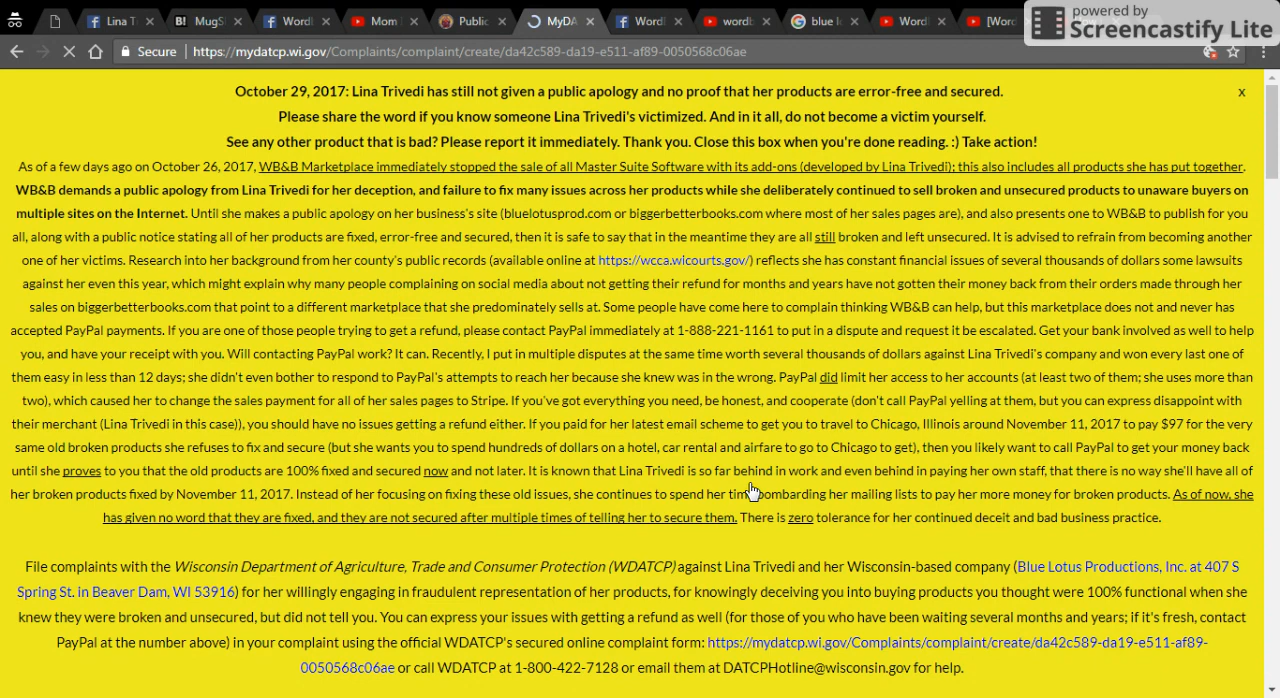 powered by
Screencastify Lite
Lina T
MugS
Wordl
Mom
Public
MyDA
Wordl
wordb
blue l
Wordl
[Word
Secure https://mydatcp.wi.gov/Complaints/complaint/create/da42c589-da19-e511-af89-0050568c06ae
October 29, 2017: Lina Trivedi has still not given a public apology and no proof that her products are error-free and secured. x
Please share the word if you know someone Lina Trivedi's victimized. And in it all, do not become a victim yourself.
See any other product that is bad? Please report it immediately. Thank you. Close this box when you're done reading. :) Take action!
As of a few days ago on October 26, 2017, WB&B Marketplace immediately stopped the sale of all Master Suite Software with its add-ons (developed by Lina Trivedi); this also includes all products she has put together.
WB&B demands a public apology from Lina Trivedi for her deception, and failure to fix many issues across her products while she deliberately continued to sell broken and unsecured products to unaware buyers on
multiple sites on the Internet. Until she makes a public apology on her business's site (bluelotusprod.com or biggerbetterbooks.com where most of her sales pages are), and also presents one to WB&B to publish for you
all, along with a public notice stating all of her products are fixed, error-free and secured, then it is safe to say that in the meantime they are all still broken and left unsecured. It is advised to refrain from becoming another
one of her victims. Research into her background from her county's public records (available online at https://wcca.wicourts.gov/) reflects she has constant financial issues of several thousands of dollars some lawsuits
against her even this year, which might explain why many people complaining on social media about not getting their refund for months and years have not gotten their money back from their orders made through her
sales on biggerbetterbooks.com that point to a different marketplace that she predominately sells at. Some people have come here to complain thinking WB&B can help, but this marketplace does not and never has
accepted PayPal payments. If you are one of those people trying to get a refund, please contact PayPal immediately at 1-888-221-1161 to put in a dispute and request it be escalated. Get your bank involved as well to help
you, and have your receipt with you. Will contacting PayPal work? It can. Recently, I put in multiple disputes at the same time worth several thousands of dollars against Lina Trivedi's company and won every last one of
them easy in less than 12 days; she didn't even bother to respond to PayPal's attempts to reach her because she knew was in the wrong. PayPal did limit her access to her accounts (at least two of them; she uses more than
two), which caused her to change the sales payment for all of her sales pages to Stripe. If you've got everything you need, be honest, and cooperate (don't call PayPal yelling at them, but you can express disappoint with
their merchant (Lina Trivedi in this case)), you should have no issues getting a refund either. If you paid for her latest email scheme to get you to travel to Chicago, Illinois around November 11, 2017 to pay $97 for the very
same old broken products she refuses to fix and secure (but she wants you to spend hundreds of dollars on a hotel, car rental and airfare to go to Chicago to get), then you likely want to call PayPal to get your money back
until she proves to you that the old products are 100% fixed and secured now and not later. It is known that Lina Trivedi is so far behind in work and even behind in paying her own staff, that there is no way she'll have all of
her broken products fixed by November 11, 2017. Instead of her focusing on fixing these old issues, she continues to spend her time bombarding her mailing lists to pay her more money for broken products. As of now, she
has given no word that they are fixed, and they are not secured after multiple times of telling her to secure them. There is zero tolerance for her continued deceit and bad business practice.
File complaints with the Wisconsin Department of Agriculture, Trade and Consumer Protection (WDATCP) against Lina Trivedi and her Wisconsin-based company (Blue Lotus Productions, Inc. at 407 S
Spring St. in Beaver Dam, WI 53916) for her willingly engaging in fraudulent representation of her products, for knowingly deceiving you into buying products you thought were 100% functional when she
knew they were broken and unsecured, but did not tell you. You can express your issues with getting a refund as well (for those of you who have been waiting several months and years; if it's fresh, contact
PayPal at the number above) in your complaint using the official WDATCP's secured online complaint form: https://mydatcp.wi.gov/Complaints/complaint/create/da42c589-da19-e511-af89-
0050568c06ae or call WDATCP at 1-800-422-7128 or email them at DATCPHotline@wisconsin.gov for help.